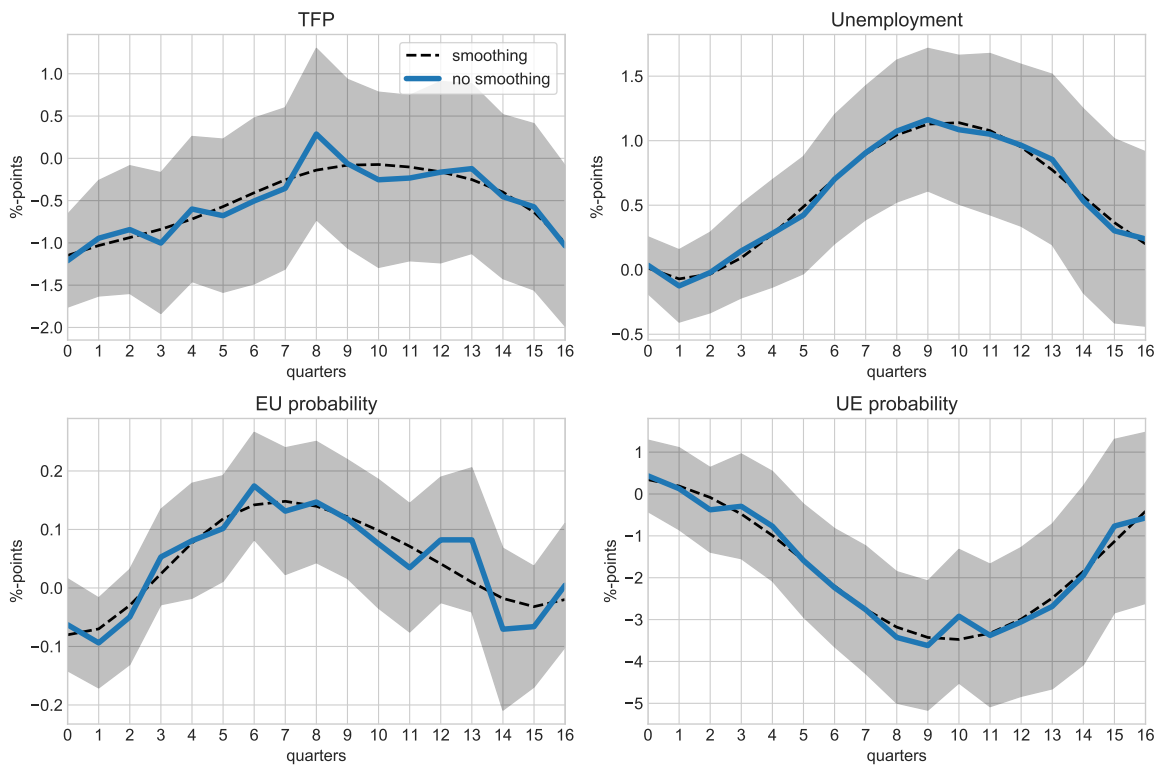 TFP
smoothing
no smoothing
%-points
1.0
0.5
0.0
−0.5
−1.0
−1.5
−2.0
0 1 2 3 4 5 6 7 8 9 10 11 12 13 14 15 16
quarters
Unemployment
%-points
1.5
1.0
0.5
0.0
−0.5
0 1 2 3 4 5 6 7 8 9 10 11 12 13 14 15 16
quarters
EU probability
%-points
0.2
0.1
0.0
−0.1
−0.2
0 1 2 3 4 5 6 7 8 9 10 11 12 13 14 15 16
quarters
UE probability
%-points
1
0
−1
−2
−3
−4
−5
0 1 2 3 4 5 6 7 8 9 10 11 12 13 14 15 16
quarters